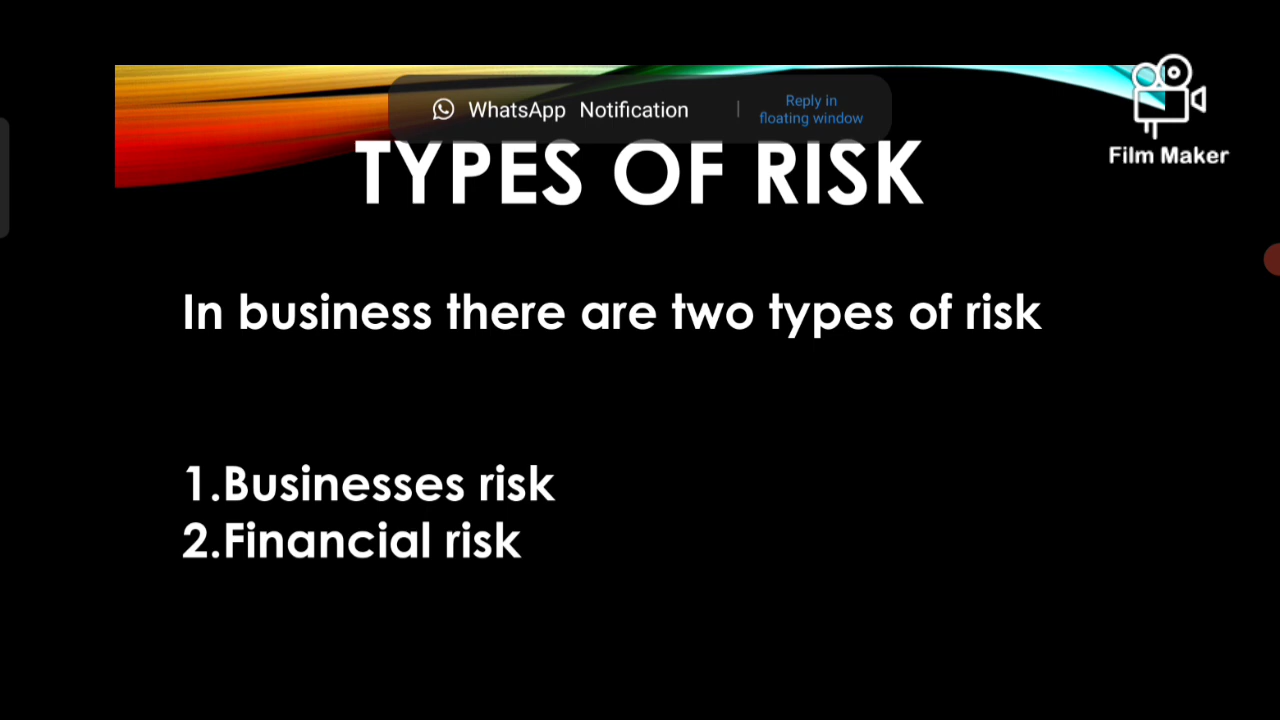 WhatsApp Notification | Reply in
floating window
Film Maker
TYPES OF RISK
In business there are two types of risk
1.Businesses risk
2.Financial risk